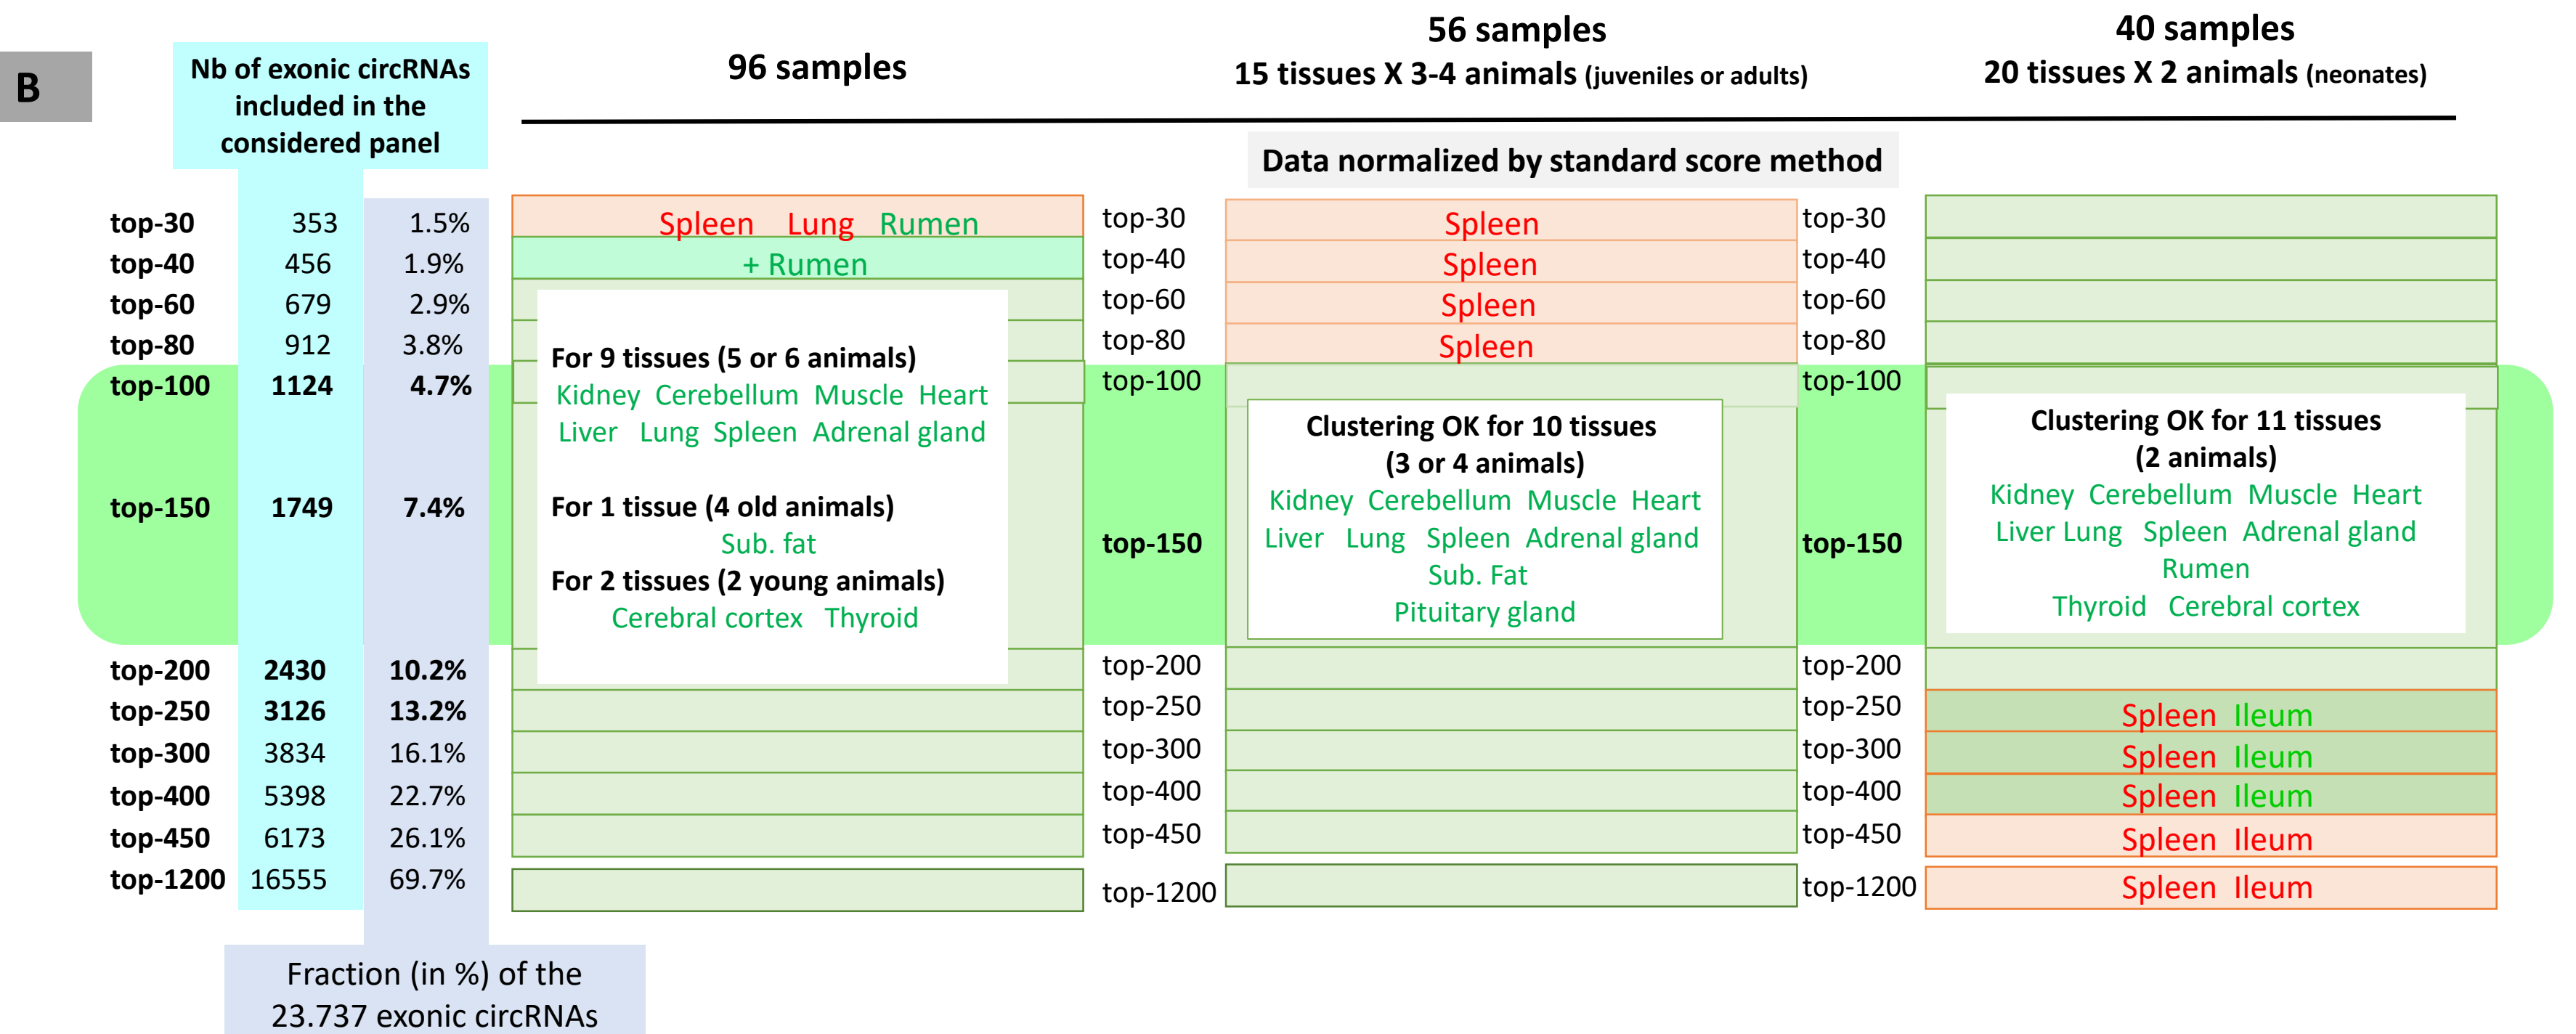 B
Nb of exonic circRNAs
included in the
considered panel
96 samples
56 samples
15 tissues X 3-4 animals (juveniles or adults)
40 samples
20 tissues X 2 animals (neonates)
Data normalized by standard score method
top-30 353 1.5% Spleen Lung Rumen top-30 Spleen top-30
top-40 456 1.9% + Rumen top-40 Spleen top-40
top-60 679 2.9% top-60 Spleen top-60
top-80 912 3.8% top-80 Spleen top-80
top-100 1124 4.7% top-100 top-100
top-150 1749 7.4% top-150 top-150
For 9 tissues (5 or 6 animals)
Kidney Cerebellum Muscle Heart
Liver Lung Spleen Adrenal gland
For 1 tissue (4 old animals)
Sub. fat
For 2 tissues (2 young animals)
Cerebral cortex Thyroid
Clustering OK for 10 tissues
(3 or 4 animals)
Kidney Cerebellum Muscle Heart
Liver Lung Spleen Adrenal gland
Sub. Fat
Pituitary gland
Clustering OK for 11 tissues
(2 animals)
Kidney Cerebellum Muscle Heart
Liver Lung Spleen Adrenal gland
Rumen
Thyroid Cerebral cortex
top-200 2430 10.2% top-200 top-200
top-250 3126 13.2% top-250 top-250 Spleen Ileum
top-300 3834 16.1% top-300 top-300 Spleen Ileum
top-400 5398 22.7% top-400 top-400 Spleen Ileum
top-450 6173 26.1% top-450 top-450 Spleen Ileum
top-1200 16555 69.7% top-1200 top-1200 Spleen Ileum
Fraction (in %) of the
23.737 exonic circRNAs